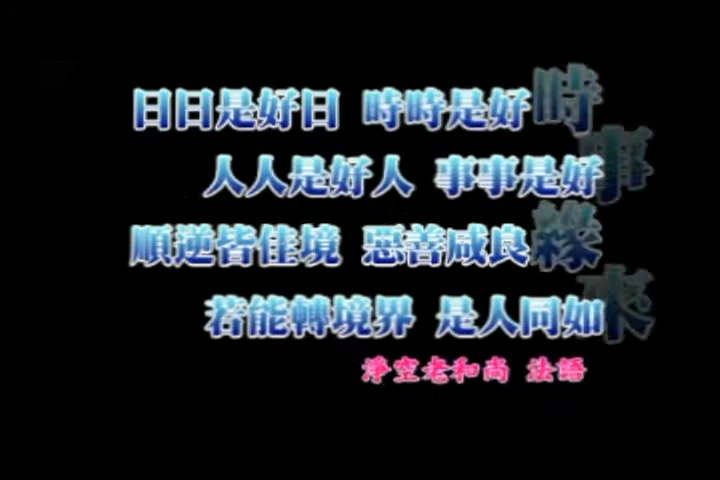 日日是好日 時時是好時
人人是好人 事事是好事
順逆皆佳境 惡善咸良緣
若能轉境界 是人同如來
淨空老和尚 法語